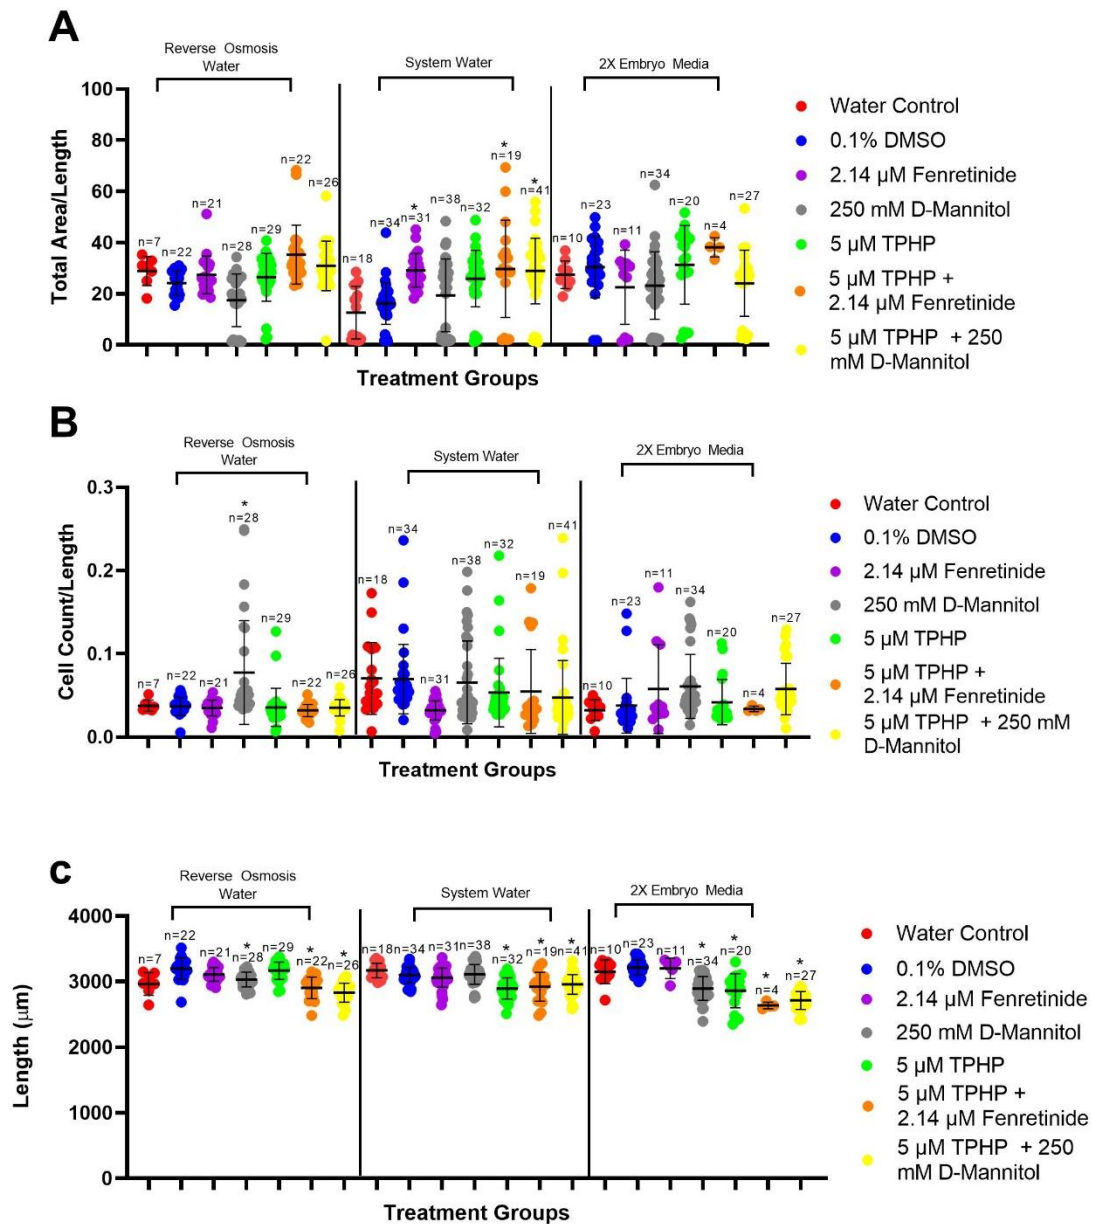 A
Reverse Osmosis
Water
System Water
2X Embryo Media
100
80
60
40
20
0
Total Area/Length
n=7
n=22
n=21
n=28
n=29
n=22
n=26
n=18
n=34
*
n=31
n=38
n=32
*
n=19
*
n=41
n=10
n=23
n=11
n=34
n=20
n=4
n=27
Treatment Groups
Water Control
0.1% DMSO
2.14 µM Fenretinide
250 mM D-Mannitol
5 µM TPHP
5 µM TPHP +
2.14 µM Fenretinide
5 µM TPHP + 250
mM D-Mannitol
B
Reverse Osmosis
Water
System Water
2X Embryo Media
0.3
0.2
0.1
0.0
Cell Count/Length
n=7
n=22
n=21
*
n=28
n=29
n=22
n=26
n=18
n=34
n=31
n=38
n=32
n=19
n=41
n=10
n=23
n=11
n=34
n=20
n=4
n=27
Treatment Groups
Water Control
0.1% DMSO
2.14 µM Fenretinide
250 mM D-Mannitol
5 µM TPHP
5 µM TPHP +
2.14 µM Fenretinide
5 µM TPHP + 250 mM
D-Mannitol
c
Reverse Osmosis
Water
System Water
2X Embryo Media
4000
3000
2000
1000
0
Length (µm)
n=7
n=22
n=21
*
n=28
n=29
*
n=22
*
n=26
n=18
n=34
n=31
n=38
*
n=32
*
n=19
*
n=41
n=10
n=23
n=11
*
n=34
*
n=20
*
n=4
*
n=27
Treatment Groups
Water Control
0.1% DMSO
2.14 µM Fenretinide
250 mM D-Mannitol
5 µM TPHP
5 µM TPHP +
2.14 µM Fenretinide
5 µM TPHP + 250
mM D-Mannitol